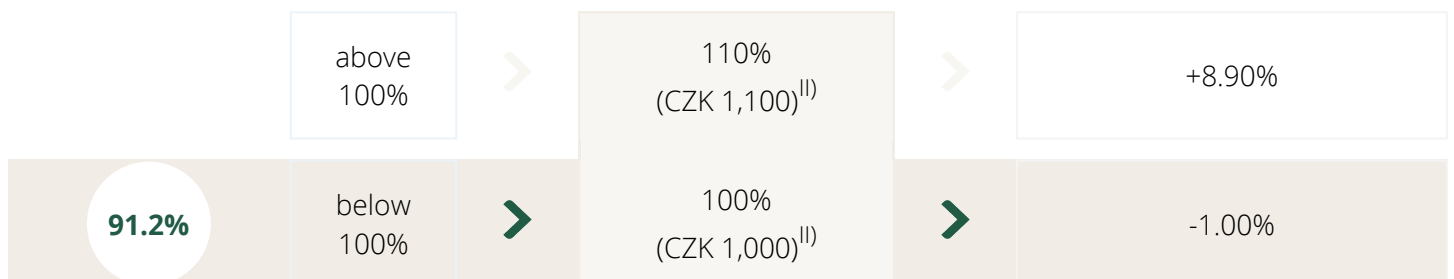 above
100%
110%
(CZK 1,100)II)
+8.90%
91.2%
below
100%
100%
(CZK 1,000)II)
-1.00%